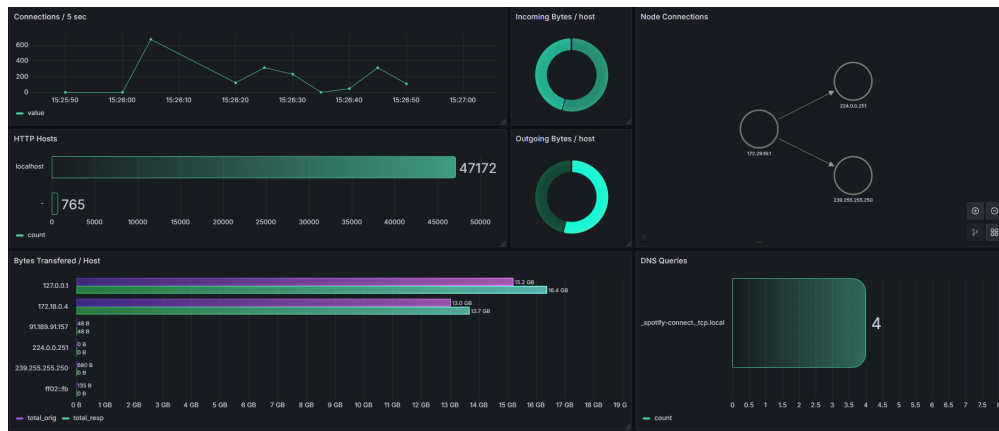 Connections / 5 sec
600
400
200
0
15:25:50 15:26:00 15:26:10 15:26:20 15:26:30 15:26:40 15:26:50 15:27:00
value
Incoming Bytes / host
Node Connections
224.0.0.251
172.29.16.1
239.255.255.250
HTTP Hosts
localhost
47172
-
765
0 5000 10000 15000 20000 25000 30000 35000 40000 45000 50000
count
Outgoing Bytes / host
Bytes Transfered / Host
127.0.0.1
15.2 GB
16.4 GB
172.18.0.4
13.0 GB
13.7 GB
91.189.91.157
48 B
48 B
224.0.0.251
0 B
0 B
239.255.255.250
680 B
0 B
ff02::fb
135 B
0 B
0 B 1 GB 2 GB 3 GB 4 GB 5 GB 6 GB 7 GB 8 GB 9 GB 10 GB 11 GB 12 GB 13 GB 14 GB 15 GB 16 GB 17 GB 18 GB 19 G
total_orig total_resp
DNS Queries
_spotify-connect._tcp.local
4
0 0.5 1 1.5 2 2.5 3 3.5 4 4.5 5 5.5 6 6.5 7 7.5 8
count